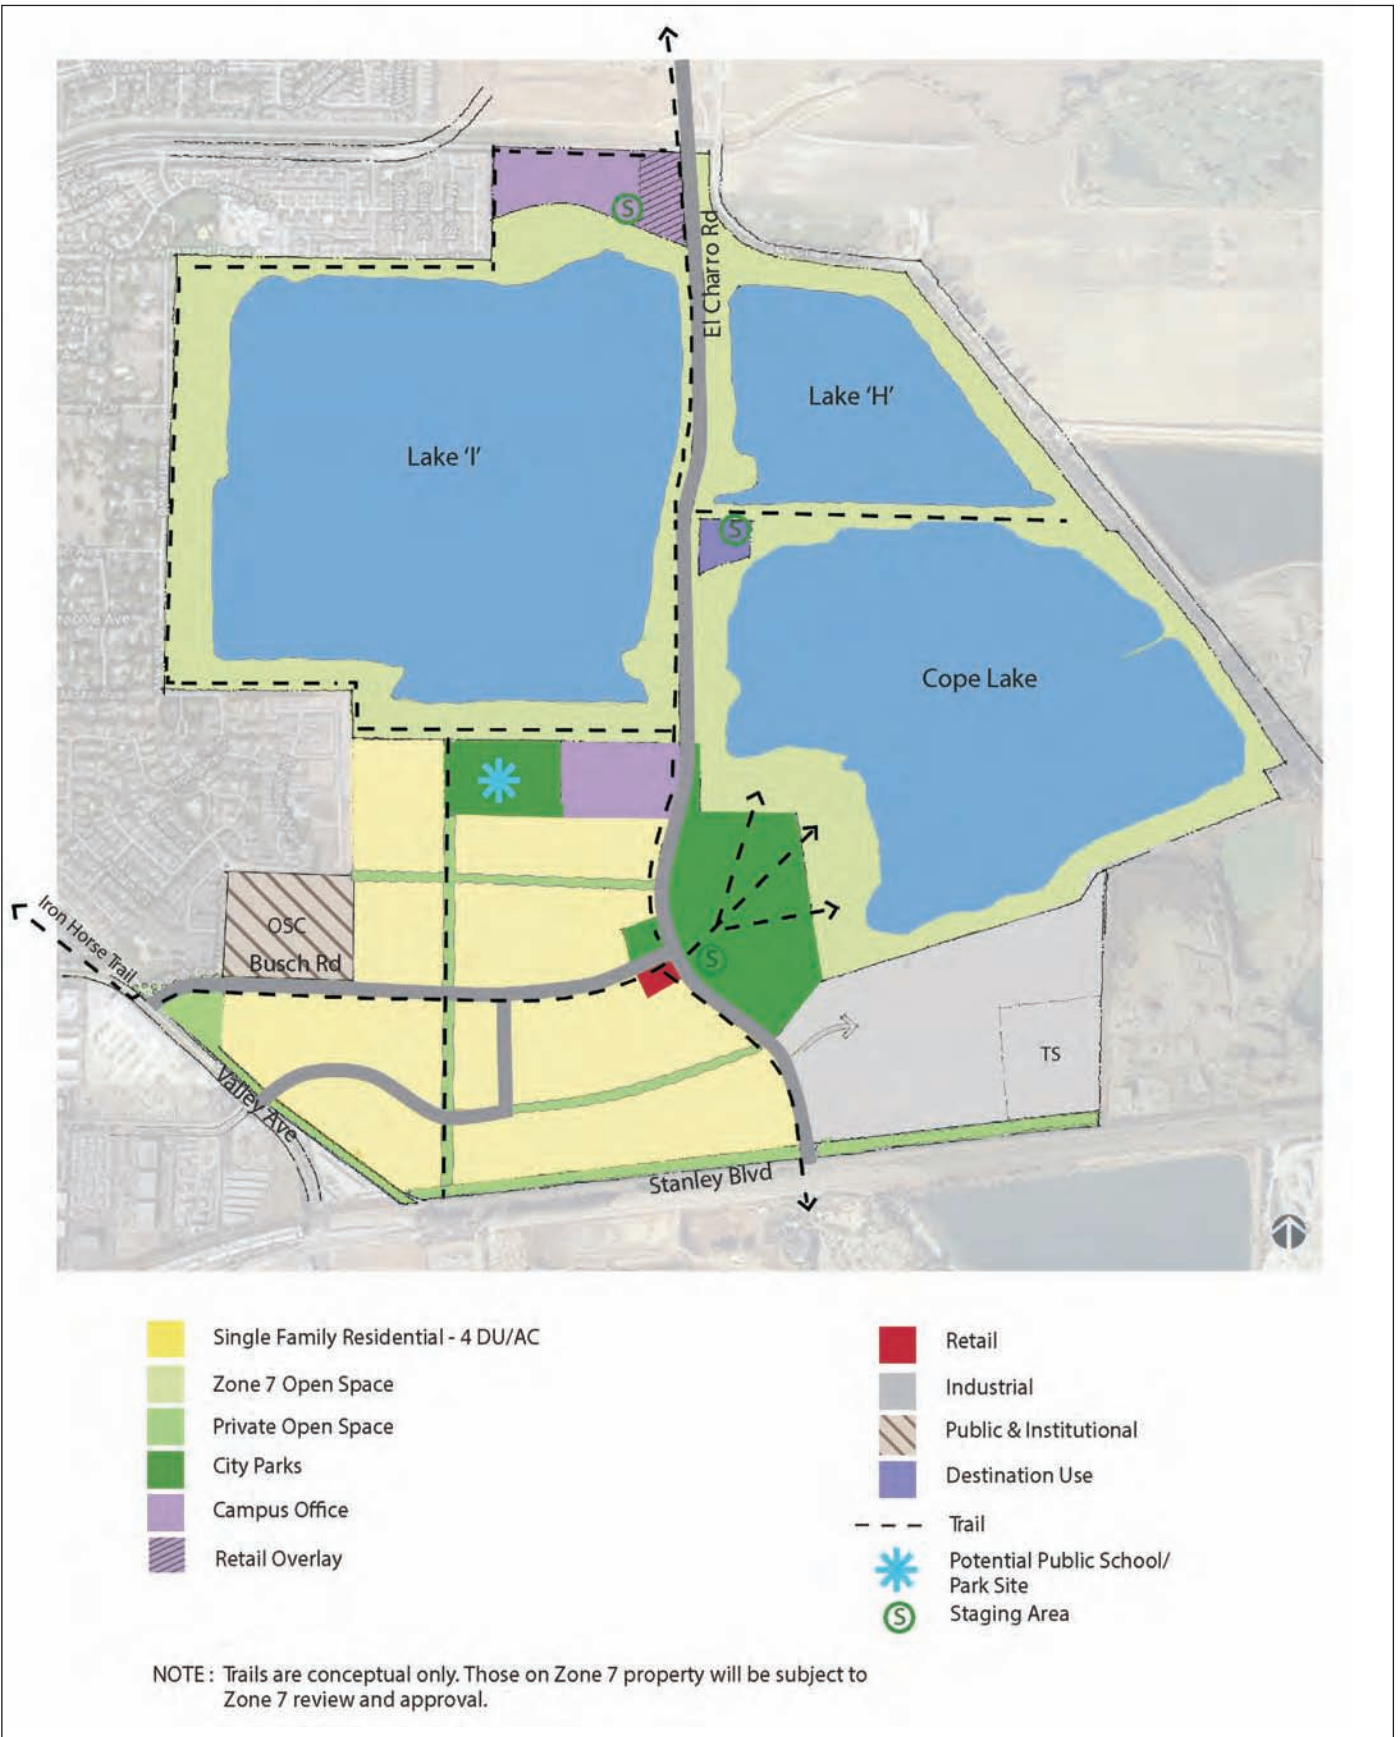 El Charro Rd
S
Lake 'H'
Lake 'I'
S
Cope Lake
OSC
Iron Horse Trail
Busch Rd
S
TS
Valley Ave
Stanley Blvd
Single Family Residential - 4 DU/AC
Zone 7 Open Space
Private Open Space
City Parks
Campus Office
Retail Overlay
Retail
Industrial
Public & Institutional
Destination Use
Trail
Potential Public School/
Park Site
S
Staging Area
NOTE : Trails are conceptual only. Those on Zone 7 property will be subject to
Zone 7 review and approval.